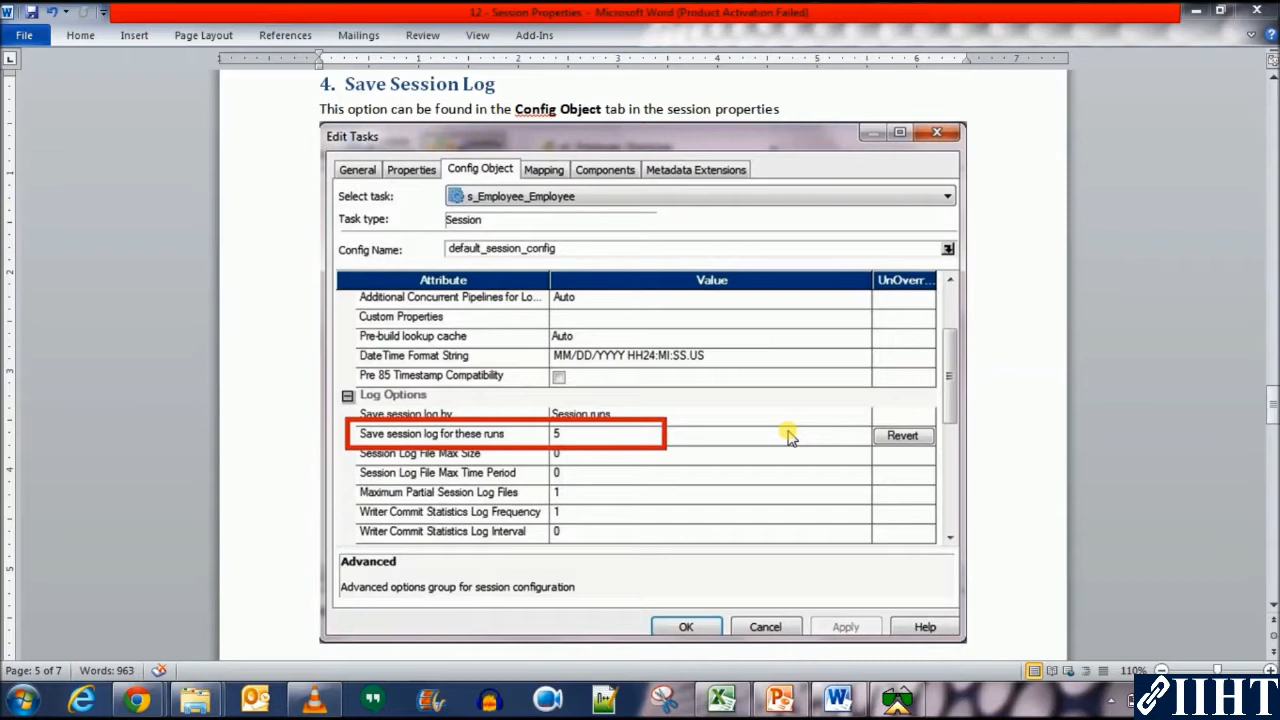 12 - Session Properties - Microsoft Word (Product Activation Failed)
File Home Insert Page Layout References Mailings Review View Add-Ins
1 1 2 3 4 5 6 7
4. Save Session Log
This option can be found in the Config Object tab in the session properties
Edit Tasks
General Properties Config Object Mapping Components Metadata Extensions
Select task: s_Employee_Employee
Task type: Session
Config Name: default_session_config
Attribute Value UnOverr...
Additional Concurrent Pipelines for Lo... Auto
Custom Properties
Pre-build lookup cache Auto
DateTime Format String MM/DD/YYYY HH24:MI:SS.US
Pre 85 Timestamp Compatibility
Log Options
Save session log by Session runs
Save session log for these runs 5 Revert
Session Log File Max Size 0
Session Log File Max Time Period 0
Maximum Partial Session Log Files 1
Writer Commit Statistics Log Frequency 1
Writer Commit Statistics Log Interval 0
Advanced
Advanced options group for session configuration
OK Cancel Apply Help
Page: 5 of 7 Words: 963 110%
IIHT